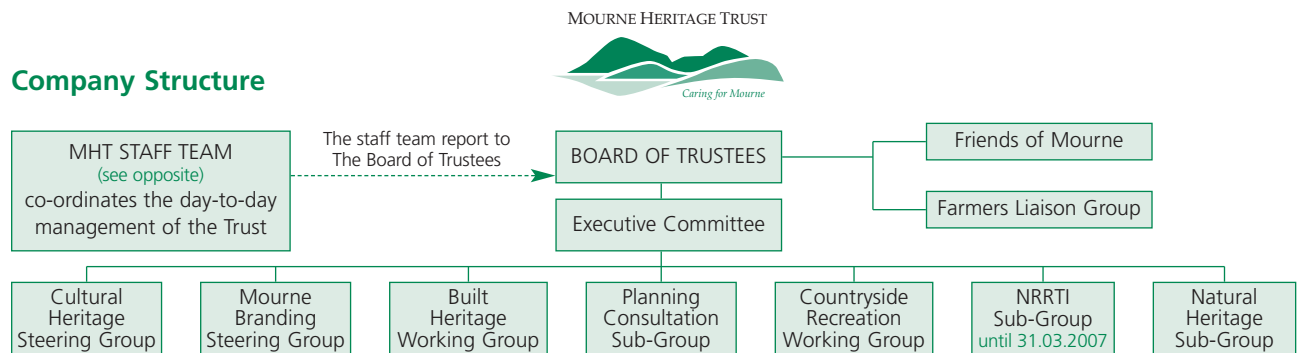 MOURNE HERITAGE TRUST
Caring for Mourne
Company Structure
MHT STAFF TEAM
(see opposite)
co-ordinates the day-to-day
management of the Trust
The staff team report to
The Board of Trustees
BOARD OF TRUSTEES
Executive Committee
Friends of Mourne
Farmers Liaison Group
Cultural
Heritage
Steering Group
Mourne
Branding
Steering Group
Built
Heritage
Working Group
Planning
Consultation
Sub-Group
Countryside
Recreation
Working Group
NRRTI
Sub-Group
until 31.03.2007
Natural
Heritage
Sub-Group